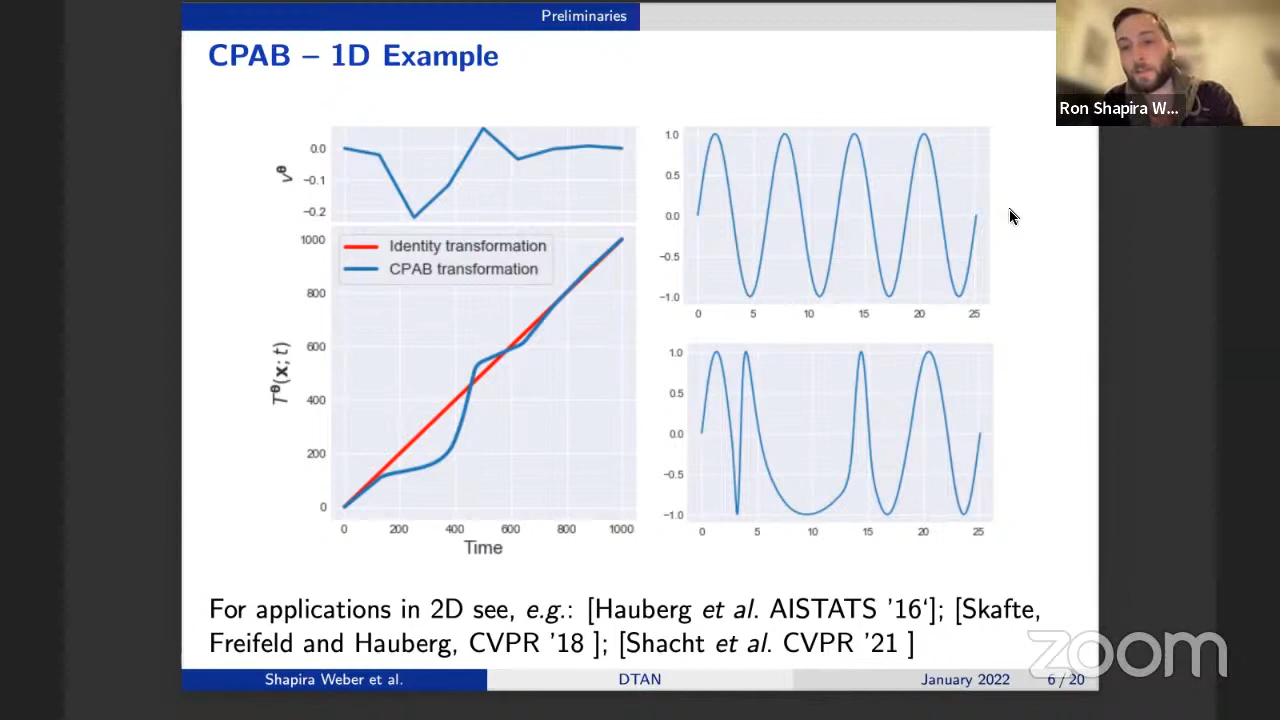 Preliminaries
CPAB – 1D Example
Ron Shapira W...
0.0
−0.1
−0.2
v^θ
1000
800
600
400
200
0
T^θ(x; t)
Identity transformation
CPAB transformation
0 200 400 600 800 1000
Time
1.0
0.5
0.0
−0.5
−1.0
0 5 10 15 20 25
1.0
0.5
0.0
−0.5
−1.0
0 5 10 15 20 25
For applications in 2D see, e.g.: [Hauberg et al. AISTATS '16‘]; [Skafte,
Freifeld and Hauberg, CVPR '18 ]; [Shacht et al. CVPR '21 ]
zoom
Shapira Weber et al. DTAN January 2022 6 / 20